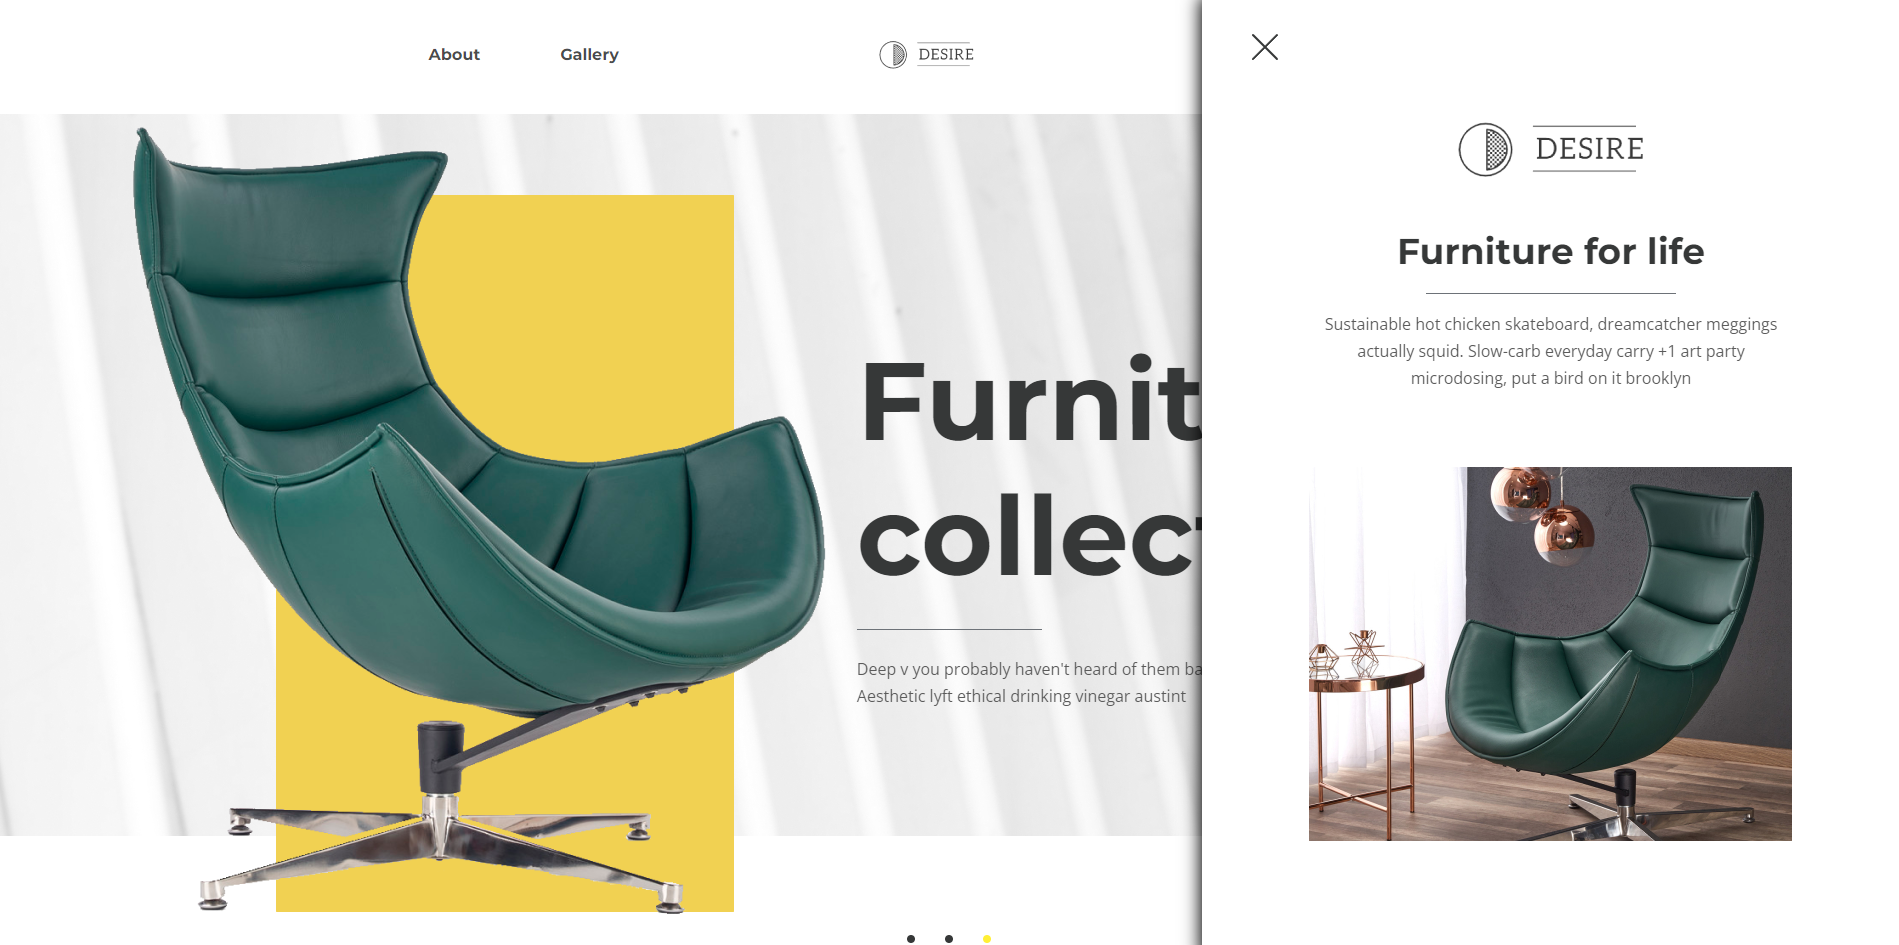 About
Gallery
DESIRE
Furnit
collect
Deep v you probably haven't heard of them ba
Aesthetic lyft ethical drinking vinegar austint
DESIRE
Furniture for life
Sustainable hot chicken skateboard, dreamcatcher meggings
actually squid. Slow-carb everyday carry +1 art party
microdosing, put a bird on it brooklyn